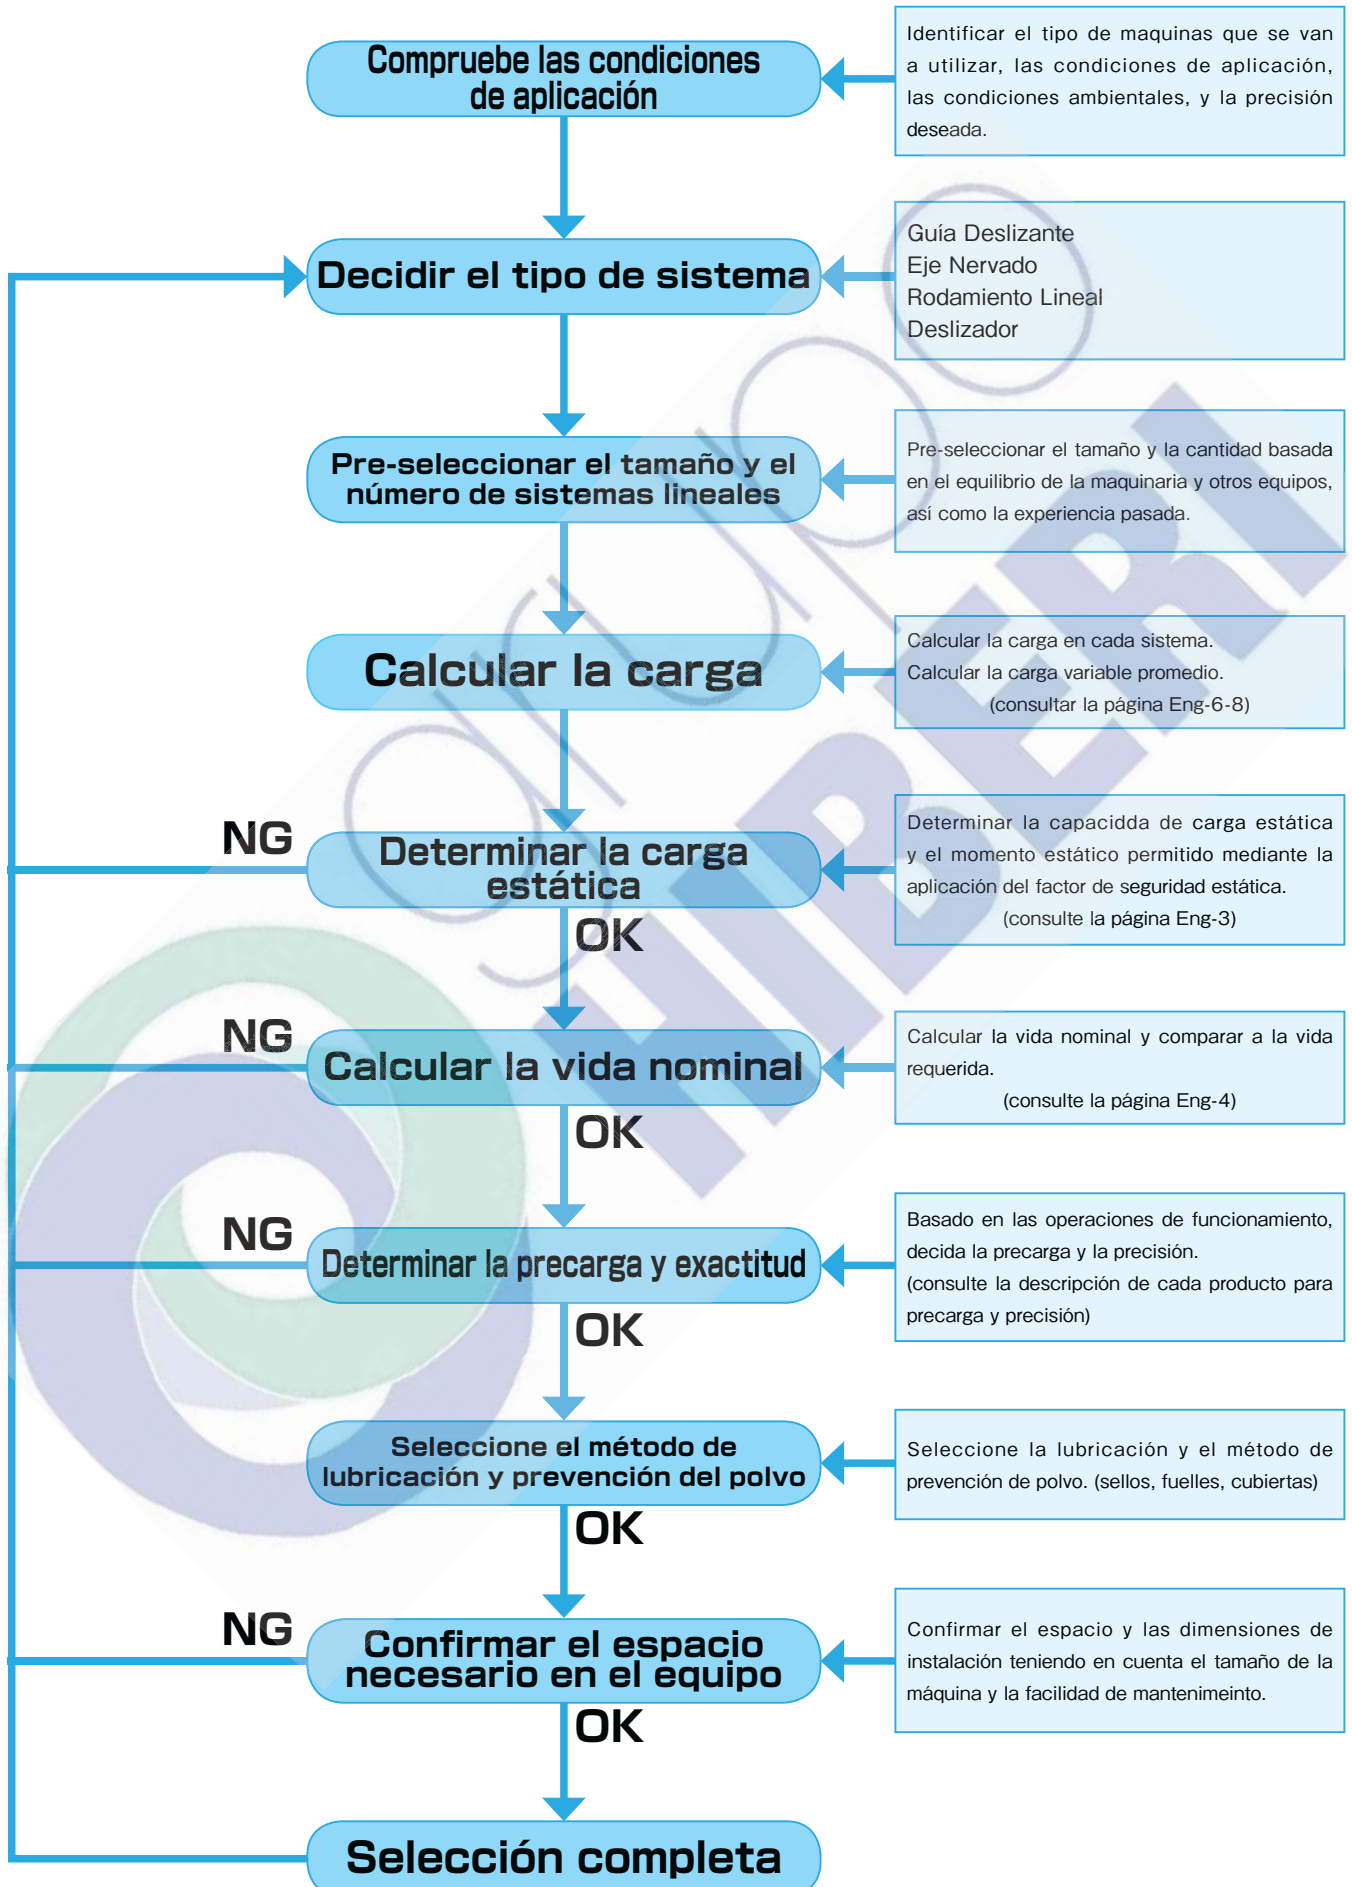 Compruebe las condiciones
de aplicación
Identificar el tipo de maquinas que se van
a utilizar, las condiciones de aplicación,
las condiciones ambientales, y la precisión
deseada.
Decidir el tipo de sistema
Guía Deslizante
Eje Nervado
Rodamiento Lineal
Deslizador
Pre-seleccionar el tamaño y el
número de sistemas lineales
Pre-seleccionar el tamaño y la cantidad basada
en el equilibrio de la maquinaria y otros equipos,
así como la experiencia pasada.
Calcular la carga
Calcular la carga en cada sistema.
Calcular la carga variable promedio.
(consultar la página Eng-6-8)
NG
Determinar la carga
estática
OK
Determinar la capacidda de carga estática
y el momento estático permitido mediante la
aplicación del factor de seguridad estática.
(consulte la página Eng-3)
NG
Calcular la vida nominal
OK
Calcular la vida nominal y comparar a la vida
requerida.
(consulte la página Eng-4)
NG
Determinar la precarga y exactitud
OK
Basado en las operaciones de funcionamiento,
decida la precarga y la precisión.
(consulte la descripción de cada producto para
precarga y precisión)
Seleccione el método de
lubricación y prevención del polvo
OK
Seleccione la lubricación y el método de
prevención de polvo. (sellos, fuelles, cubiertas)
NG
Confirmar el espacio
necesario en el equipo
OK
Confirmar el espacio y las dimensiones de
instalación teniendo en cuenta el tamaño de la
máquina y la facilidad de mantenimeinto.
Selección completa
grupo
HIBERI